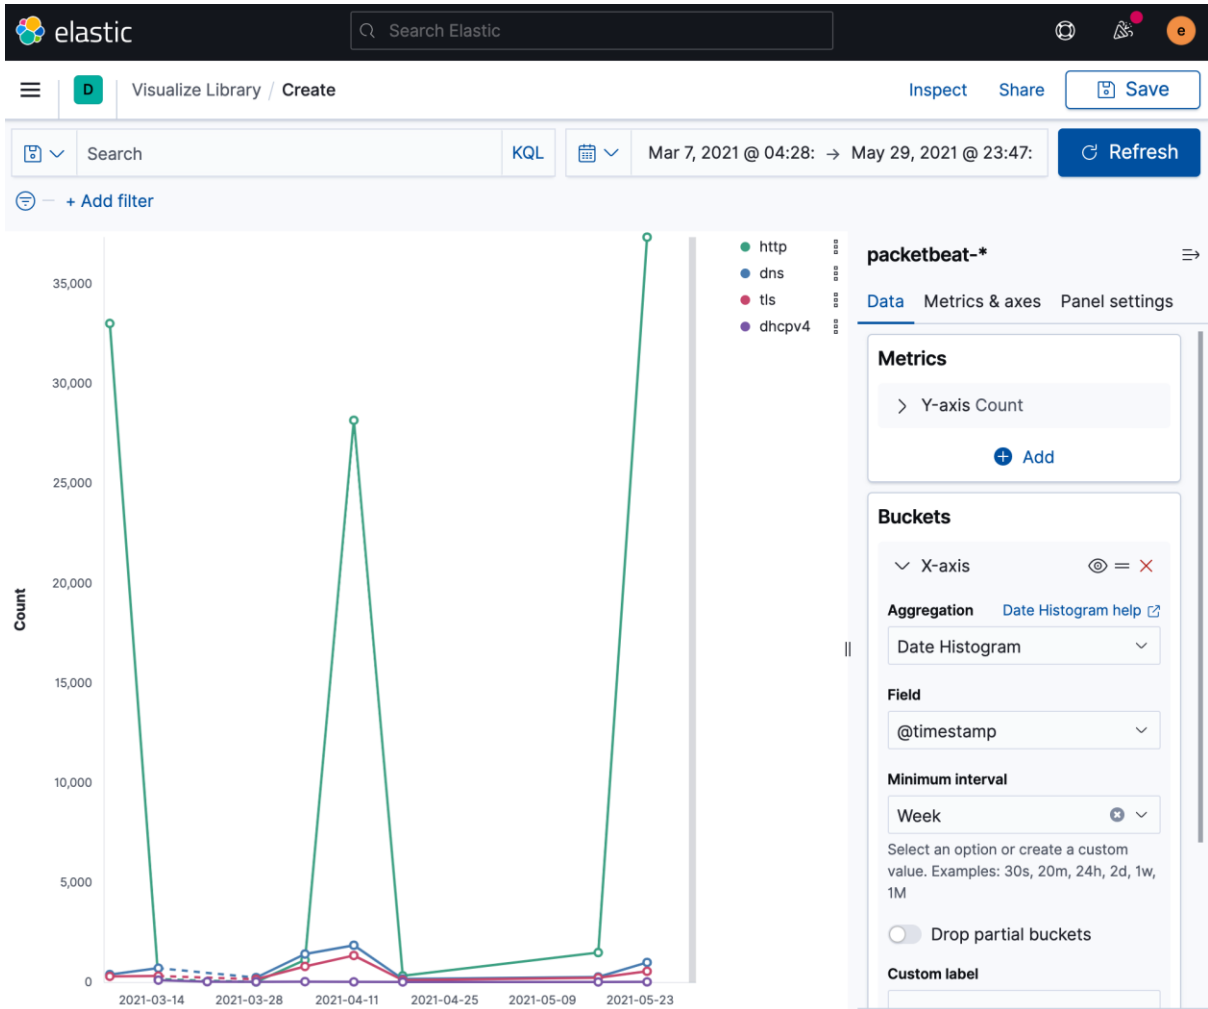 elastic
Search Elastic
e
D
Visualize Library / Create
Inspect
Share
Save
Search
KQL
Mar 7, 2021 @ 04:28: → May 29, 2021 @ 23:47:
Refresh
+ Add filter
http
dns
tls
dhcpv4
Count
35,000
30,000
25,000
20,000
15,000
10,000
5,000
0
2021-03-14
2021-03-28
2021-04-11
2021-04-25
2021-05-09
2021-05-23
packetbeat-*
Data
Metrics & axes
Panel settings
Metrics
Y-axis Count
Add
Buckets
X-axis
Aggregation
Date Histogram help
Date Histogram
Field
@timestamp
Minimum interval
Week
Select an option or create a custom
value. Examples: 30s, 20m, 24h, 2d, 1w,
1M
Drop partial buckets
Custom label